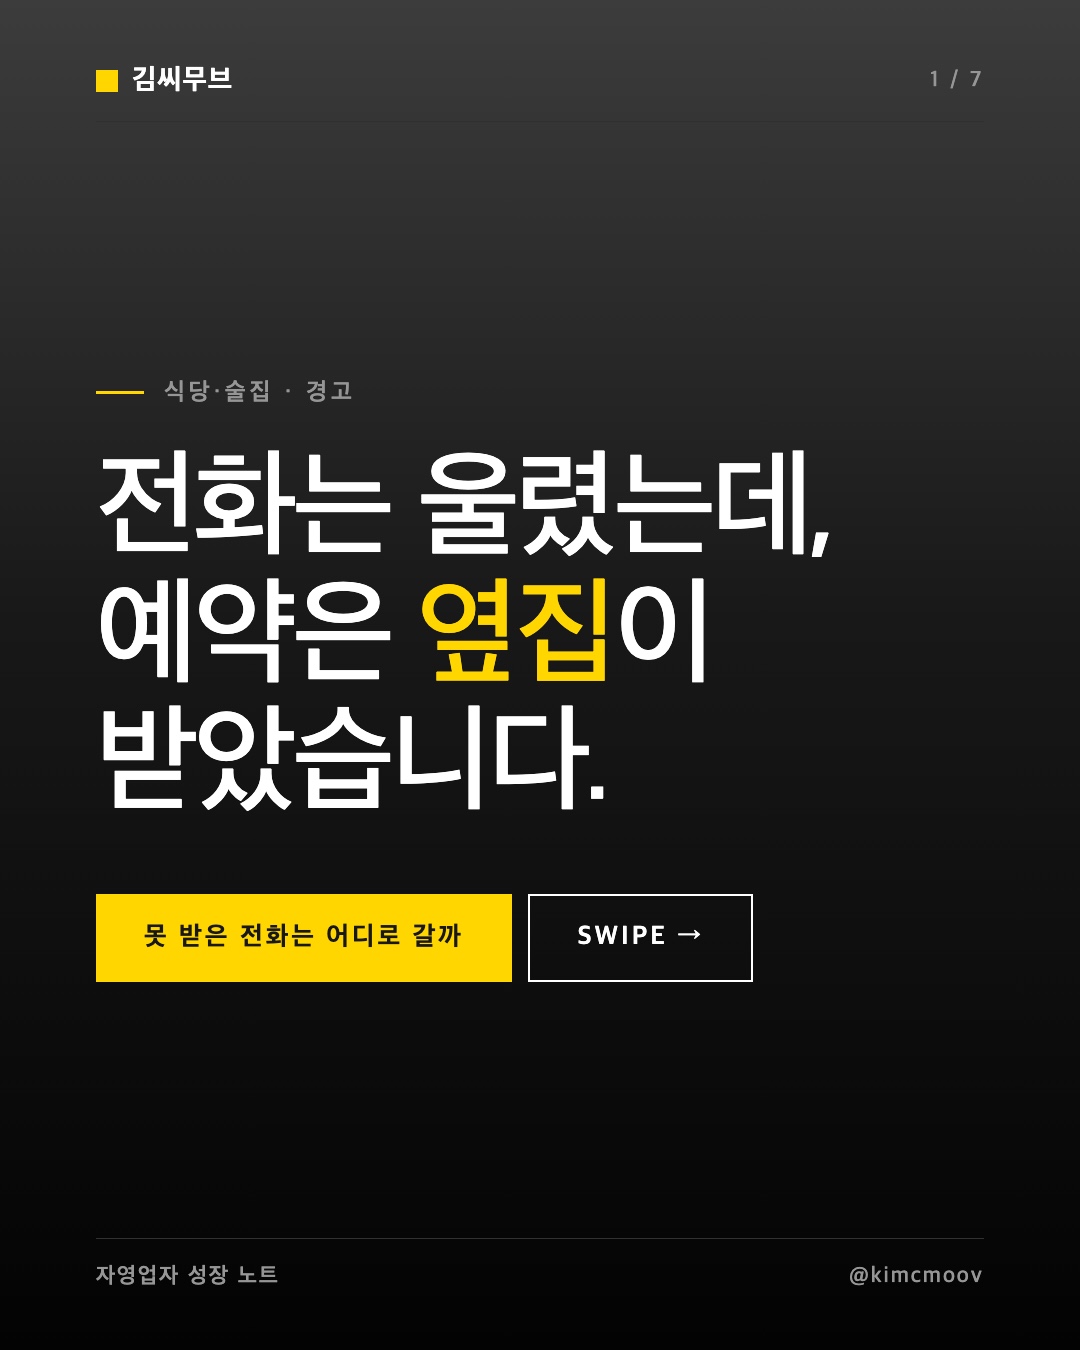 김씨무브
1 / 7
식당·술집 · 경고
전화는 울렸는데,
예약은 옆집이
받았습니다.
못 받은 전화는 어디로 갈까
SWIPE →
자영업자 성장 노트
@kimcmoov